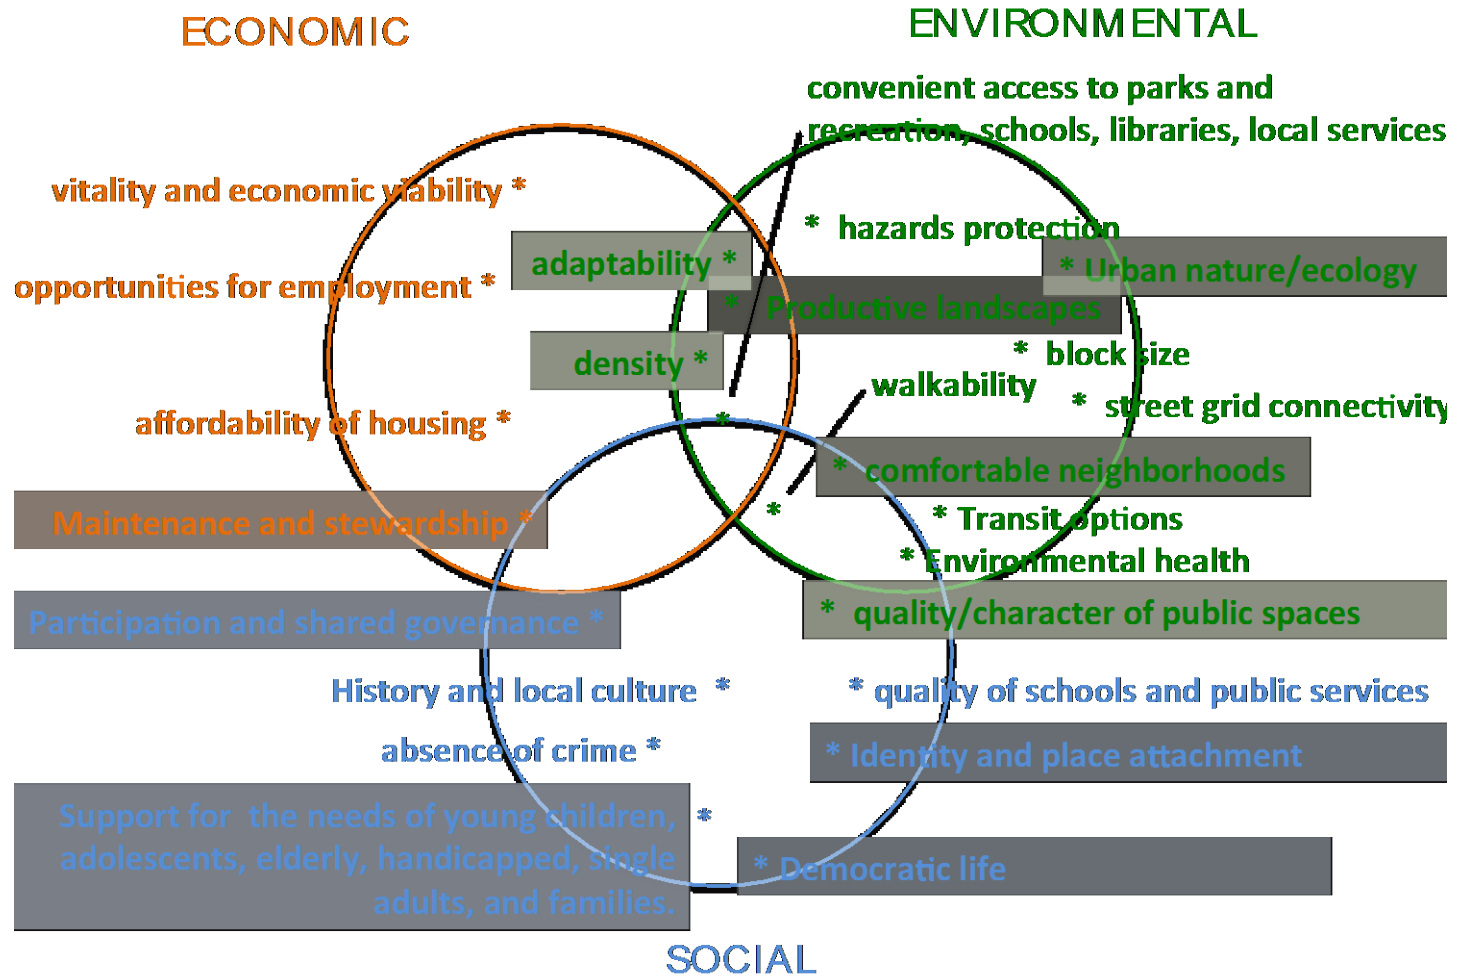 ECONOMIC
ENVIRONMENTAL
convenient access to parks and
recreation, schools, libraries, local services
vitality and economic viability *
* hazards protection
adaptability *
* Urban nature/ecology
opportunities for employment *
* Productive landscapes
* block size
density *
walkability
* street grid connectivity
*
affordability of housing *
* comfortable neighborhoods
*
Maintenance and stewardship *
* Transit options
* Environmental health
Participation and shared governance *
* quality/character of public spaces
History and local culture *
* quality of schools and public services
absence of crime *
* Identity and place attachment
Support for the needs of young children, *
adolescents, elderly, handicapped, single
adults, and families.
* Democratic life
SOCIAL